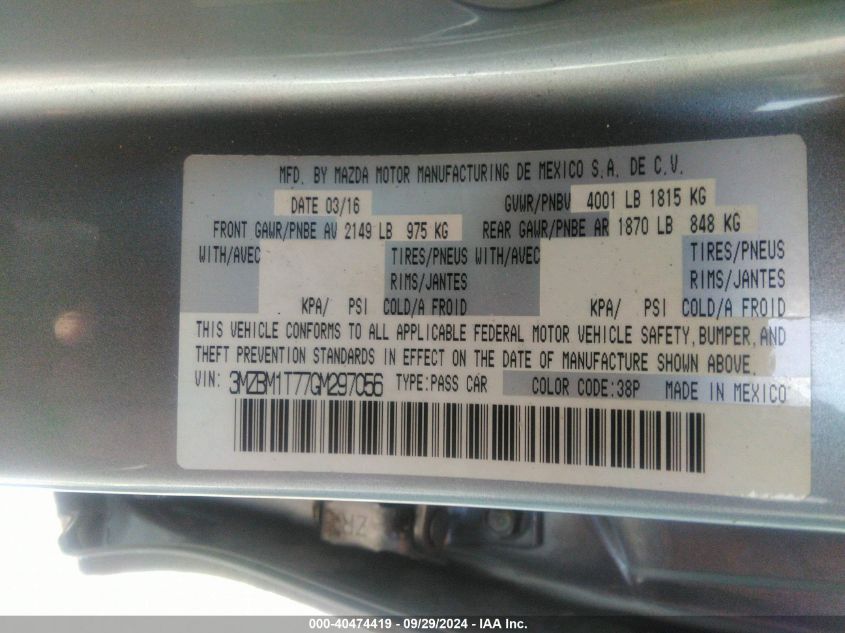 MFD. BY MAZDA MOTOR MANUFACTURING DE MEXICO S.A. DE C.V.
DATE 03/16 GVWR/PNBV 4001 LB 1815 KG
FRONT GAWR/PNBE AV 2149 LB 975 KG REAR GAWR/PNBE AR 1870 LB 848 KG
WITH/AVEC TIRES/PNEUS WITH/AVEC TIRES/PNEUS
RIMS/JANTES RIMS/JANTES
KPA/ PSI COLD/A FROID KPA/ PSI COLD/A FROID
THIS VEHICLE CONFORMS TO ALL APPLICABLE FEDERAL MOTOR VEHICLE SAFETY, BUMPER, AND
THEFT PREVENTION STANDARDS IN EFFECT ON THE DATE OF MANUFACTURE SHOWN ABOVE.
VIN: 3MZBM1T77GM297056 TYPE:PASS CAR COLOR CODE:38P MADE IN MEXICO
000-40474419 - 09/29/2024 - IAA Inc.